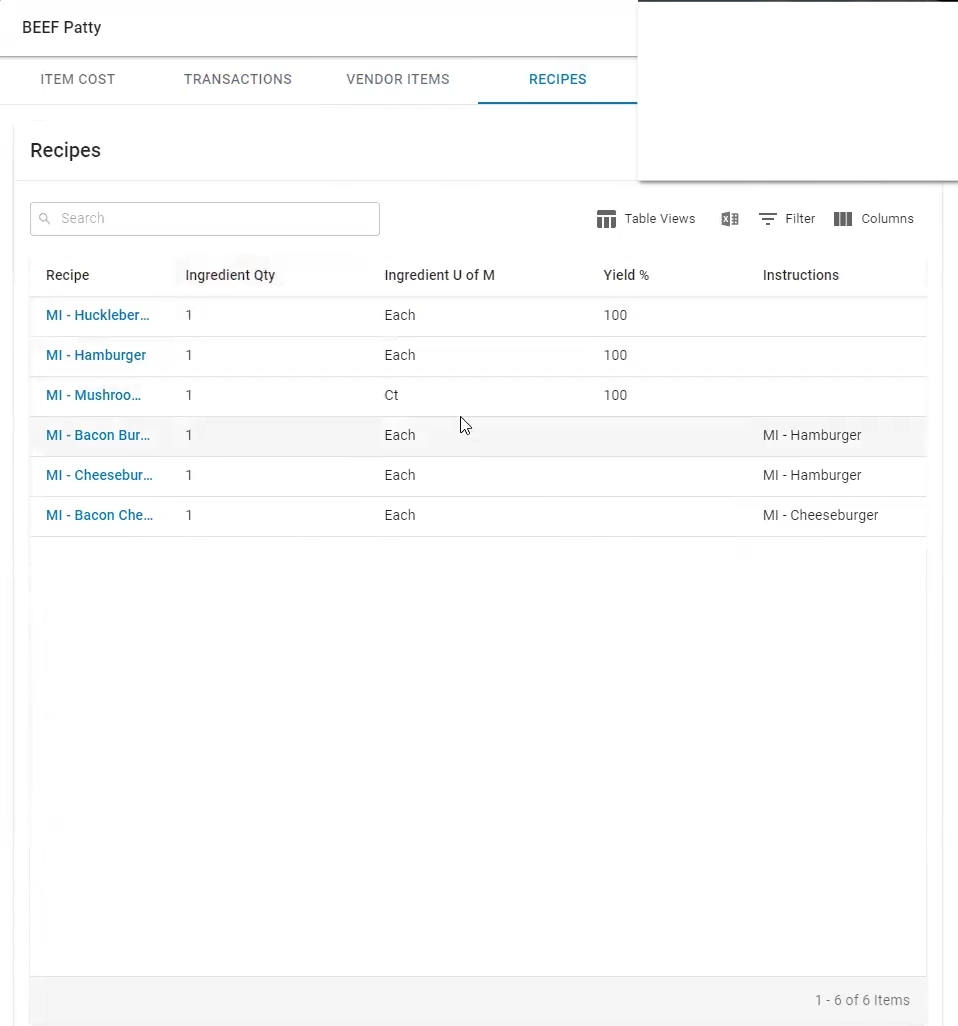 BEEF Patty
ITEM COST TRANSACTIONS VENDOR ITEMS RECIPES
Recipes
Search Table Views Filter Columns
Recipe Ingredient Qty Ingredient U of M Yield % Instructions
MI - Huckleber... 1 Each 100
MI - Hamburger 1 Each 100
MI - Mushroo... 1 Ct 100
MI - Bacon Bur... 1 Each MI - Hamburger
MI - Cheesebur... 1 Each MI - Hamburger
MI - Bacon Che... 1 Each MI - Cheeseburger
1 - 6 of 6 Items